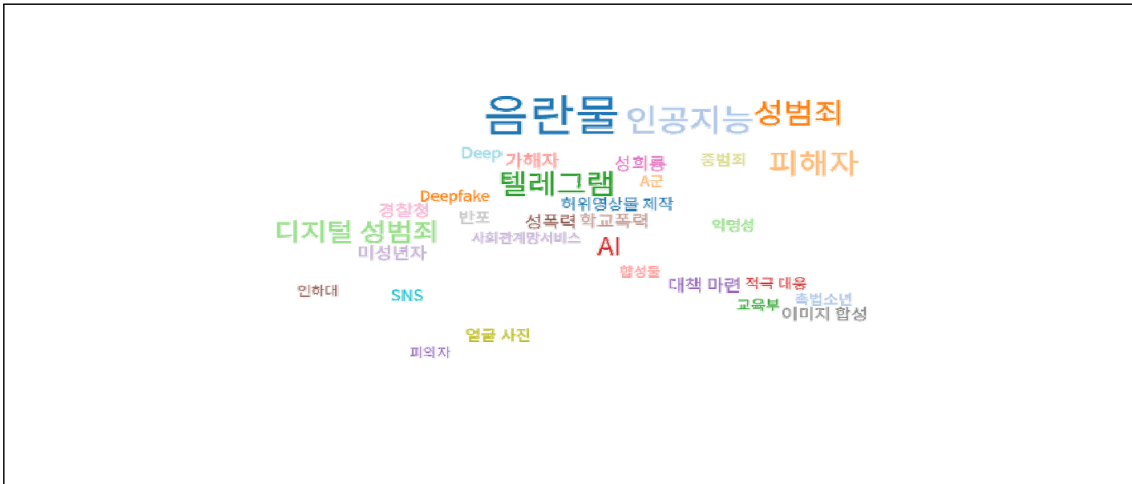 음란물 인공지능 성범죄
Deep 가해자 성희롱 중범죄 피해자
텔레그램 A군
Deepfake 허위영상물 제작
경찰청 반포 성폭력 학교폭력 익명성
디지털 성범죄 사회관계망서비스 AI
미성년자
합성물
대책 마련 적극 대응
인하대 SNS 교육부 촉법소년
이미지 합성
얼굴 사진
피의자